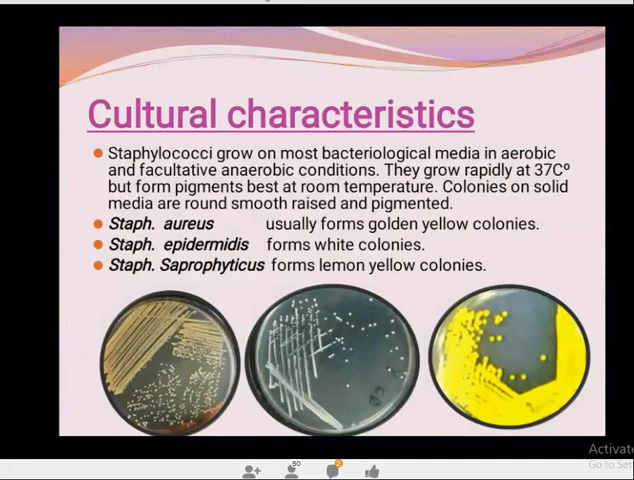 Cultural characteristics
Staphylococci grow on most bacteriological media in aerobic
and facultative anaerobic conditions. They grow rapidly at 37Cº
but form pigments best at room temperature. Colonies on solid
media are round smooth raised and pigmented.
Staph. aureus usually forms golden yellow colonies.
Staph. epidermidis forms white colonies.
Staph. Saprophyticus forms lemon yellow colonies.
Activate
Go to Set
50
2